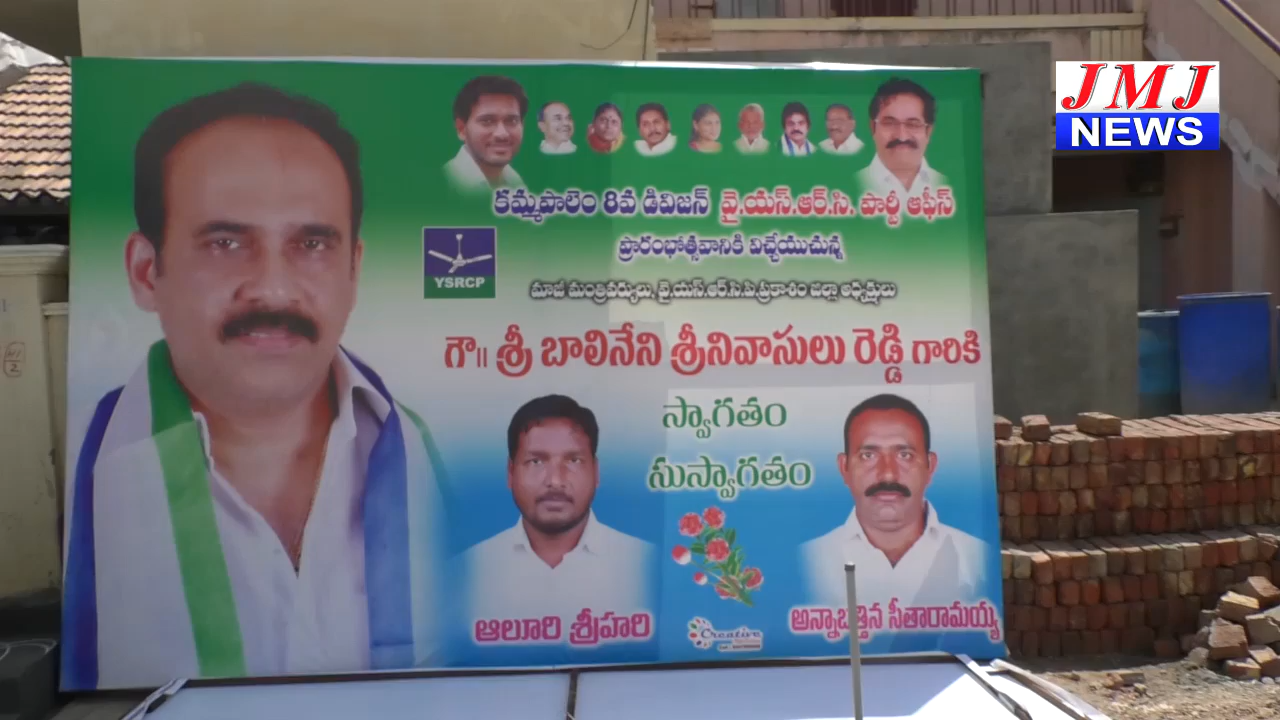 JMJ
NEWS
కమ్మపాలెం 8వ డివిజన్ వై.యస్.ఆర్.సి. పార్టీ ఆఫీస్
ప్రారంభోత్సవానికి విచ్చేయుచున్న
YSRCP
మాజీ మంత్రివర్యులు, వై.యస్.ఆర్.సి.పి ప్రకాశం జిల్లా అధ్యక్షులు
గౌ|| శ్రీ బాలినేని శ్రీనివాసులు రెడ్డి గారికి
స్వాగతం
సుస్వాగతం
ఆలూరి శ్రీహరి
Creative
అన్నాబత్తిన సీతారామయ్య